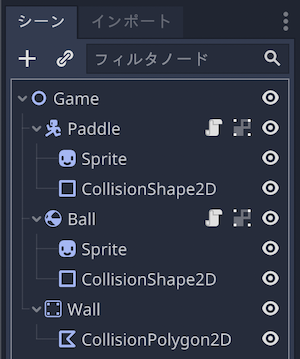 シーン インポート
フィルタノード
Game
Paddle
Sprite
CollisionShape2D
Ball
Sprite
CollisionShape2D
Wall
CollisionPolygon2D